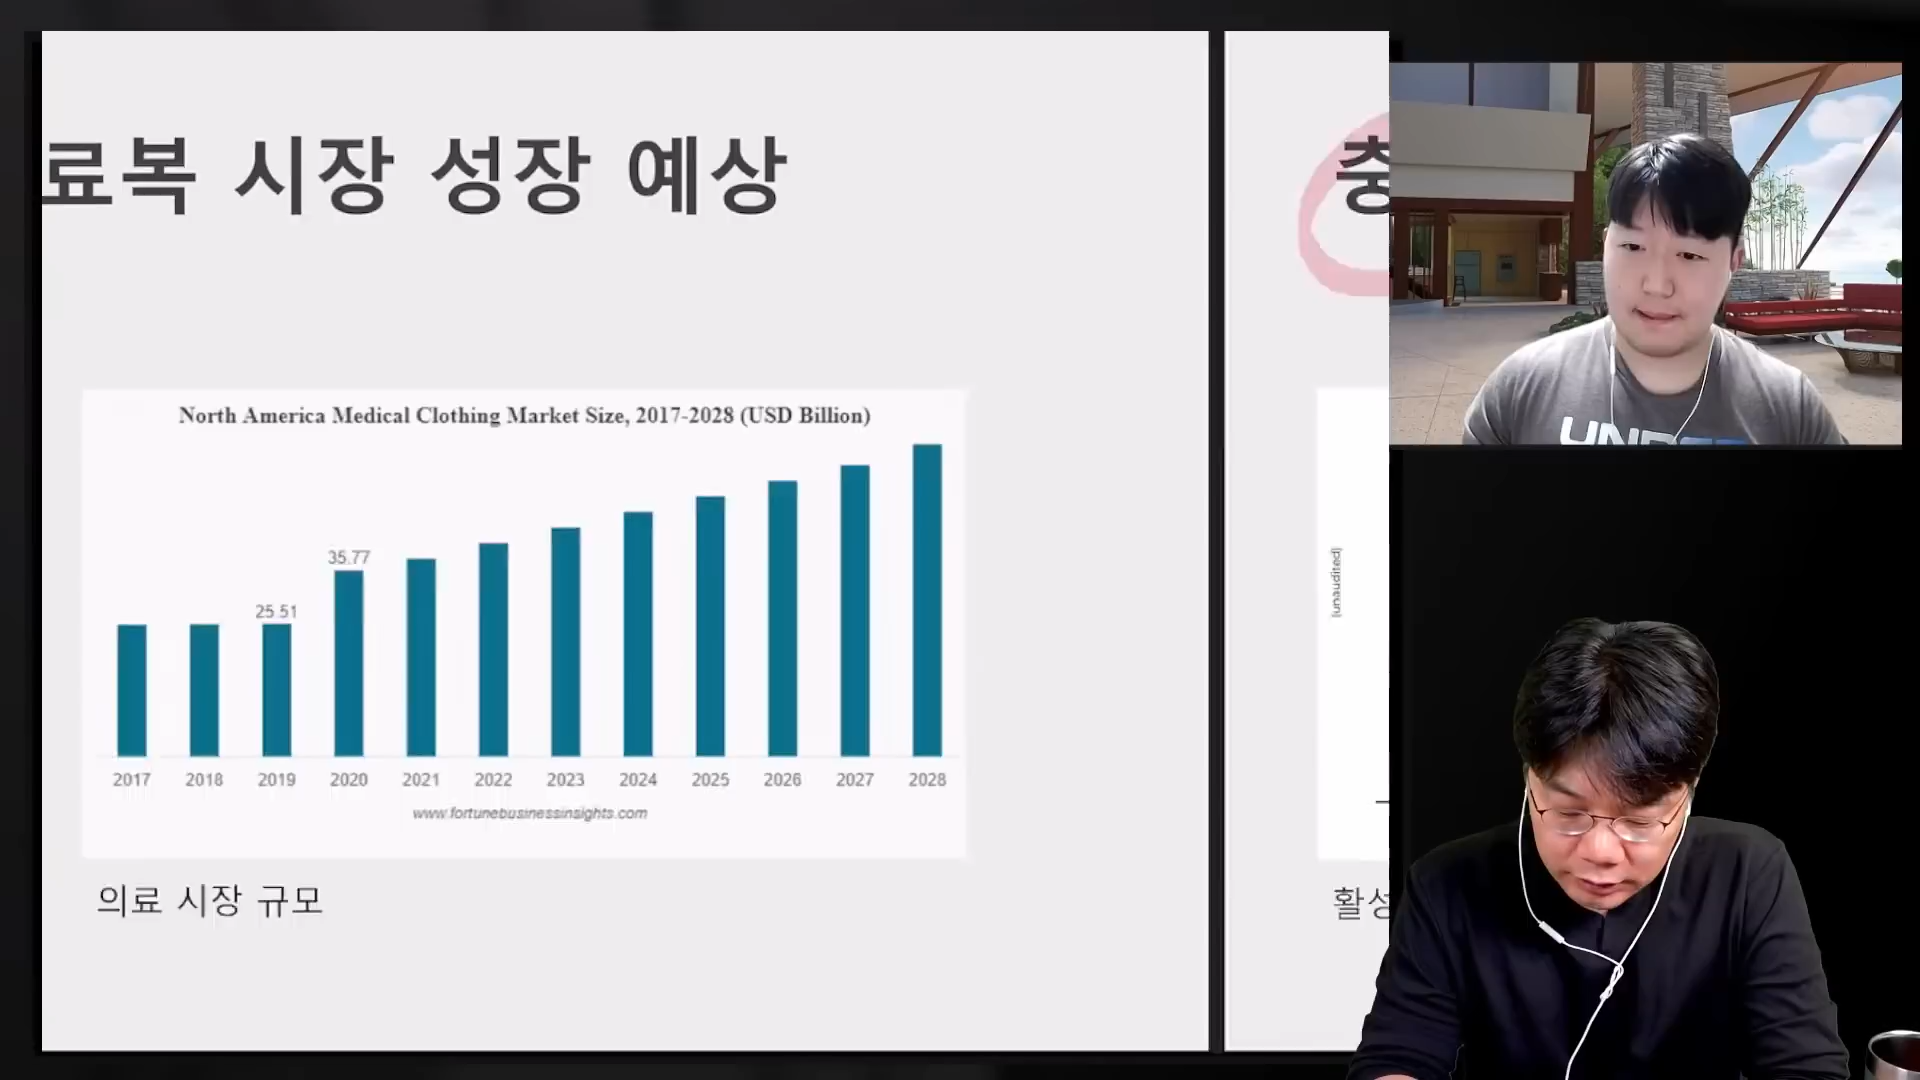 료복 시장 성장 예상
North America Medical Clothing Market Size, 2017-2028 (USD Billion)
35.77
25.51
2017 2018 2019 2020 2021 2022 2023 2024 2025 2026 2027 2028
www.fortunebusinessinsights.com
의료 시장 규모
충
(unaudited)
활성